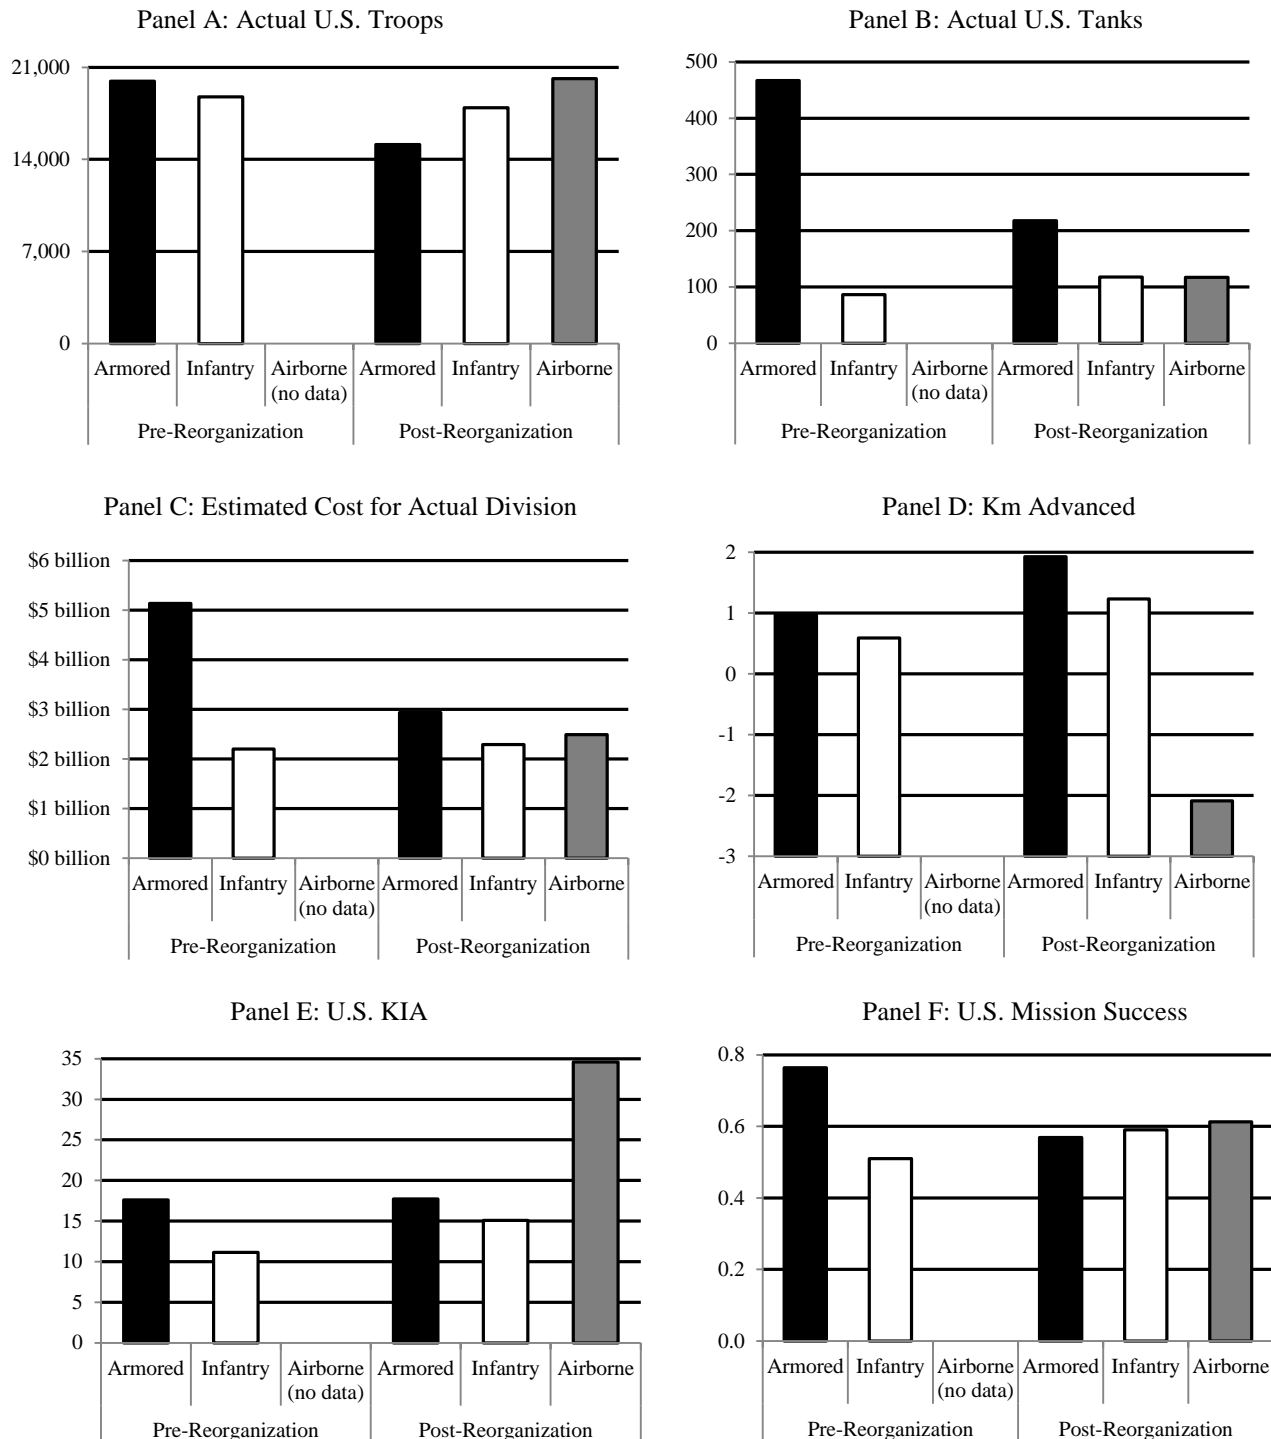 Panel A: Actual U.S. Troops
21,000
14,000
7,000
0
Armored Infantry Airborne Armored Infantry Airborne
(no data)
Pre-Reorganization Post-Reorganization
Panel B: Actual U.S. Tanks
500
400
300
200
100
0
Armored Infantry Airborne Armored Infantry Airborne
(no data)
Pre-Reorganization Post-Reorganization
Panel C: Estimated Cost for Actual Division
$6 billion
$5 billion
$4 billion
$3 billion
$2 billion
$1 billion
$0 billion
Armored Infantry Airborne Armored Infantry Airborne
(no data)
Pre-Reorganization Post-Reorganization
Panel D: Km Advanced
2
1
0
-1
-2
-3
Armored Infantry Airborne Armored Infantry Airborne
(no data)
Pre-Reorganization Post-Reorganization
Panel E: U.S. KIA
35
30
25
20
15
10
5
0
Armored Infantry Airborne Armored Infantry Airborne
(no data)
Pre-Reorganization Post-Reorganization
Panel F: U.S. Mission Success
0.8
0.6
0.4
0.2
0.0
Armored Infantry Airborne Armored Infantry Airborne
(no data)
Pre-Reorganization Post-Reorganization